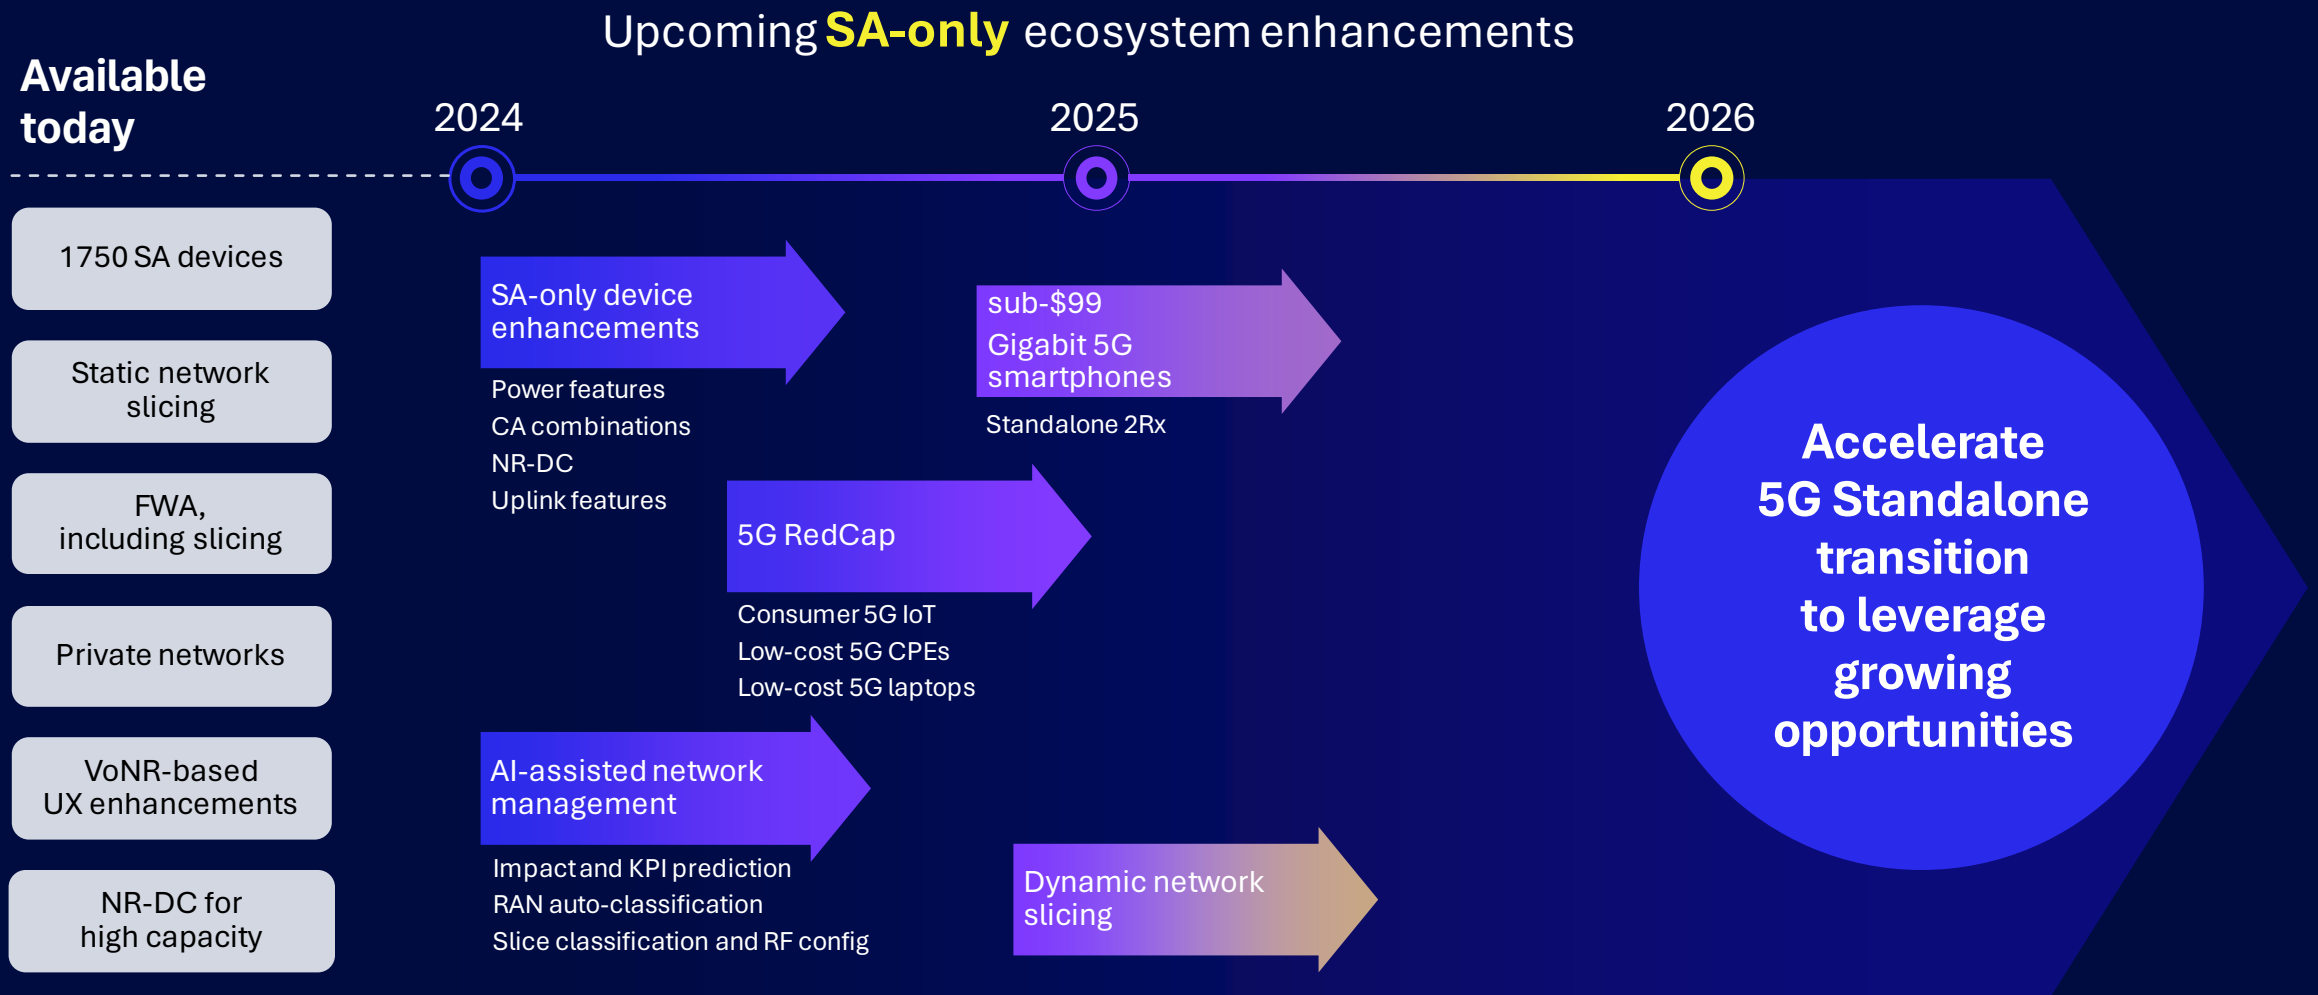 Upcoming SA-only ecosystem enhancements
Available
today
2024
2025
2026
1750 SA devices
Static network
slicing
FWA,
including slicing
Private networks
VoNR-based
UX enhancements
NR-DC for
high capacity
SA-only device
enhancements
Power features
CA combinations
NR-DC
Uplink features
sub-$99
Gigabit 5G
smartphones
Standalone 2Rx
5G RedCap
Consumer 5G IoT
Low-cost 5G CPEs
Low-cost 5G laptops
AI-assisted network
management
Impact and KPI prediction
RAN auto-classification
Slice classification and RF config
Dynamic network
slicing
Accelerate
5G Standalone
transition
to leverage
growing
opportunities